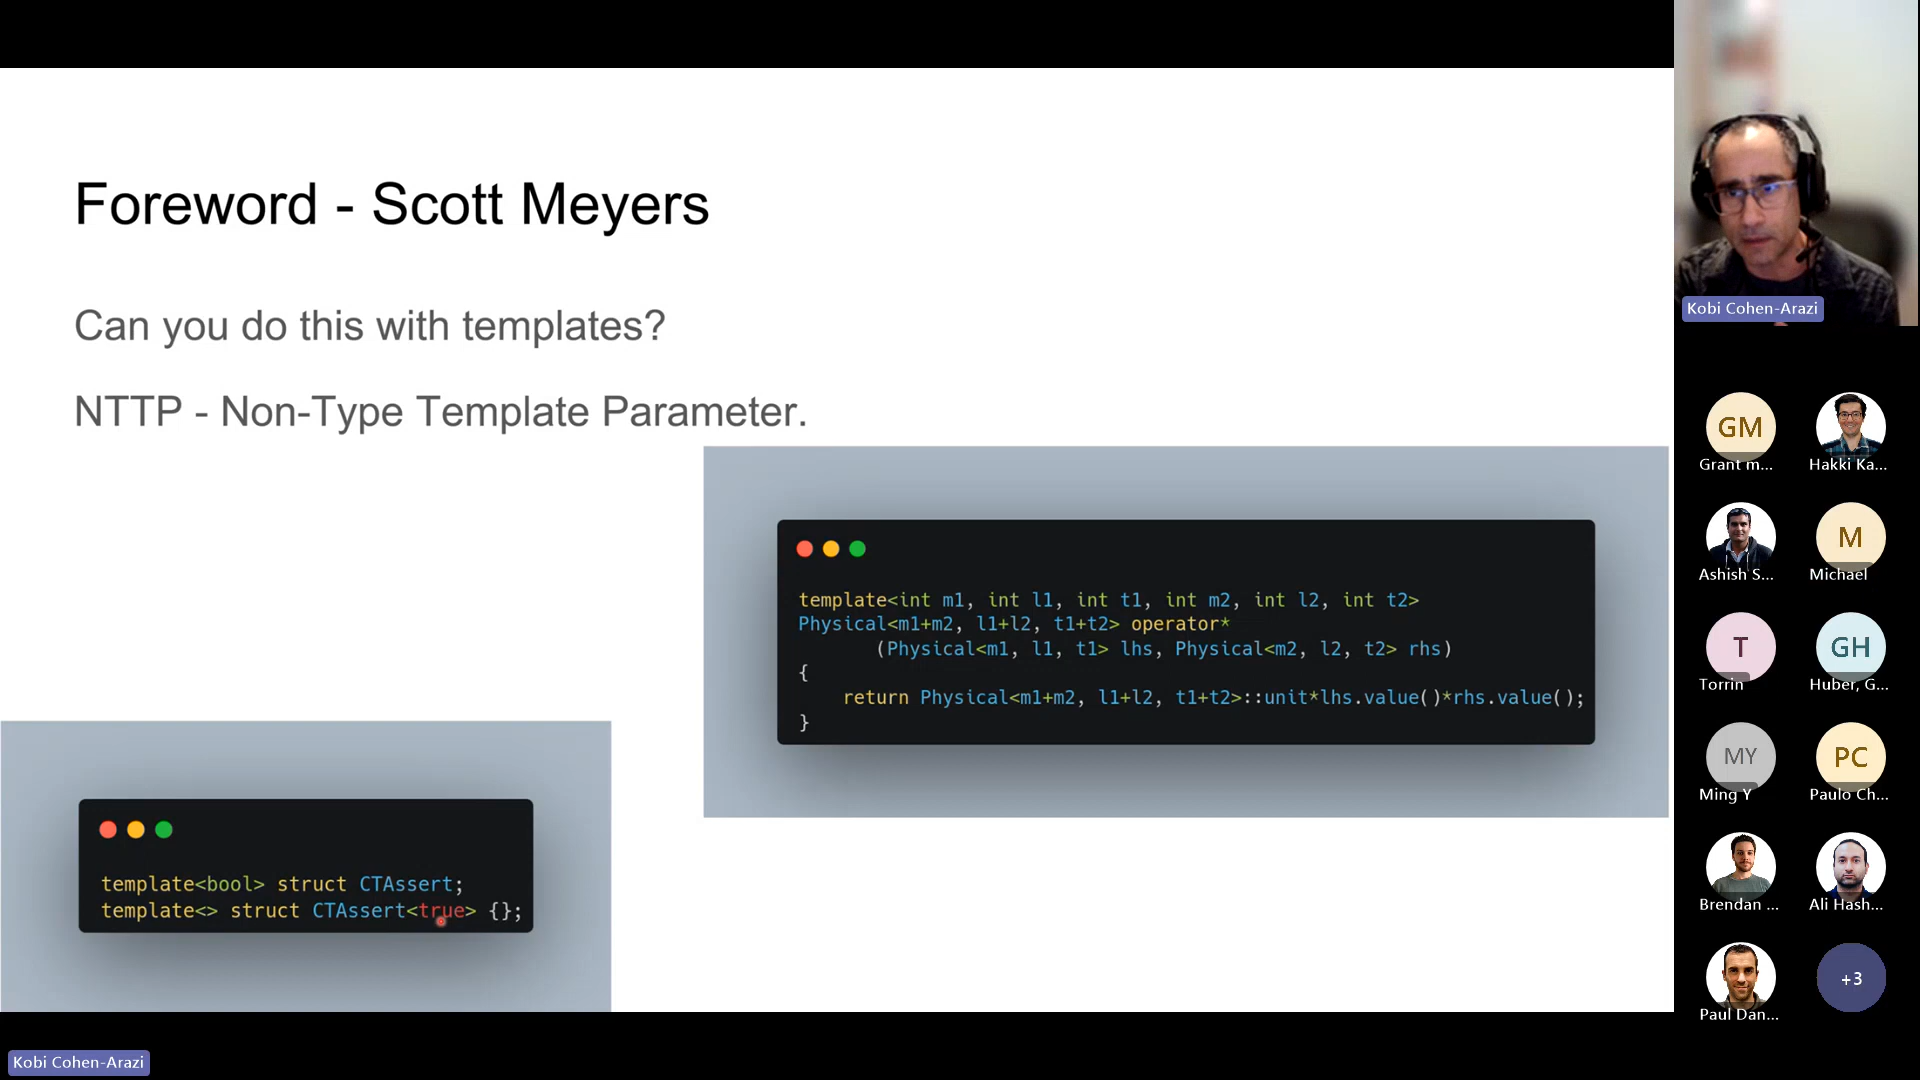 Foreword - Scott Meyers
Can you do this with templates?
NTTP - Non-Type Template Parameter.
template<int m1, int l1, int t1, int m2, int l2, int t2>
Physical<m1+m2, l1+l2, t1+t2> operator*
(Physical<m1, l1, t1> lhs, Physical<m2, l2, t2> rhs)
{
return Physical<m1+m2, l1+l2, t1+t2>::unit*lhs.value()*rhs.value();
}
template<bool> struct CTAssert;
template<> struct CTAssert<true> {};
Kobi Cohen-Arazi
GM
Grant m...
Hakki Ka...
Ashish S...
M
Michael
T
Torrin
GH
Huber, G...
MY
Ming Y
PC
Paulo Ch...
Brendan ...
Ali Hash...
Paul Dan...
+3
Kobi Cohen-Arazi